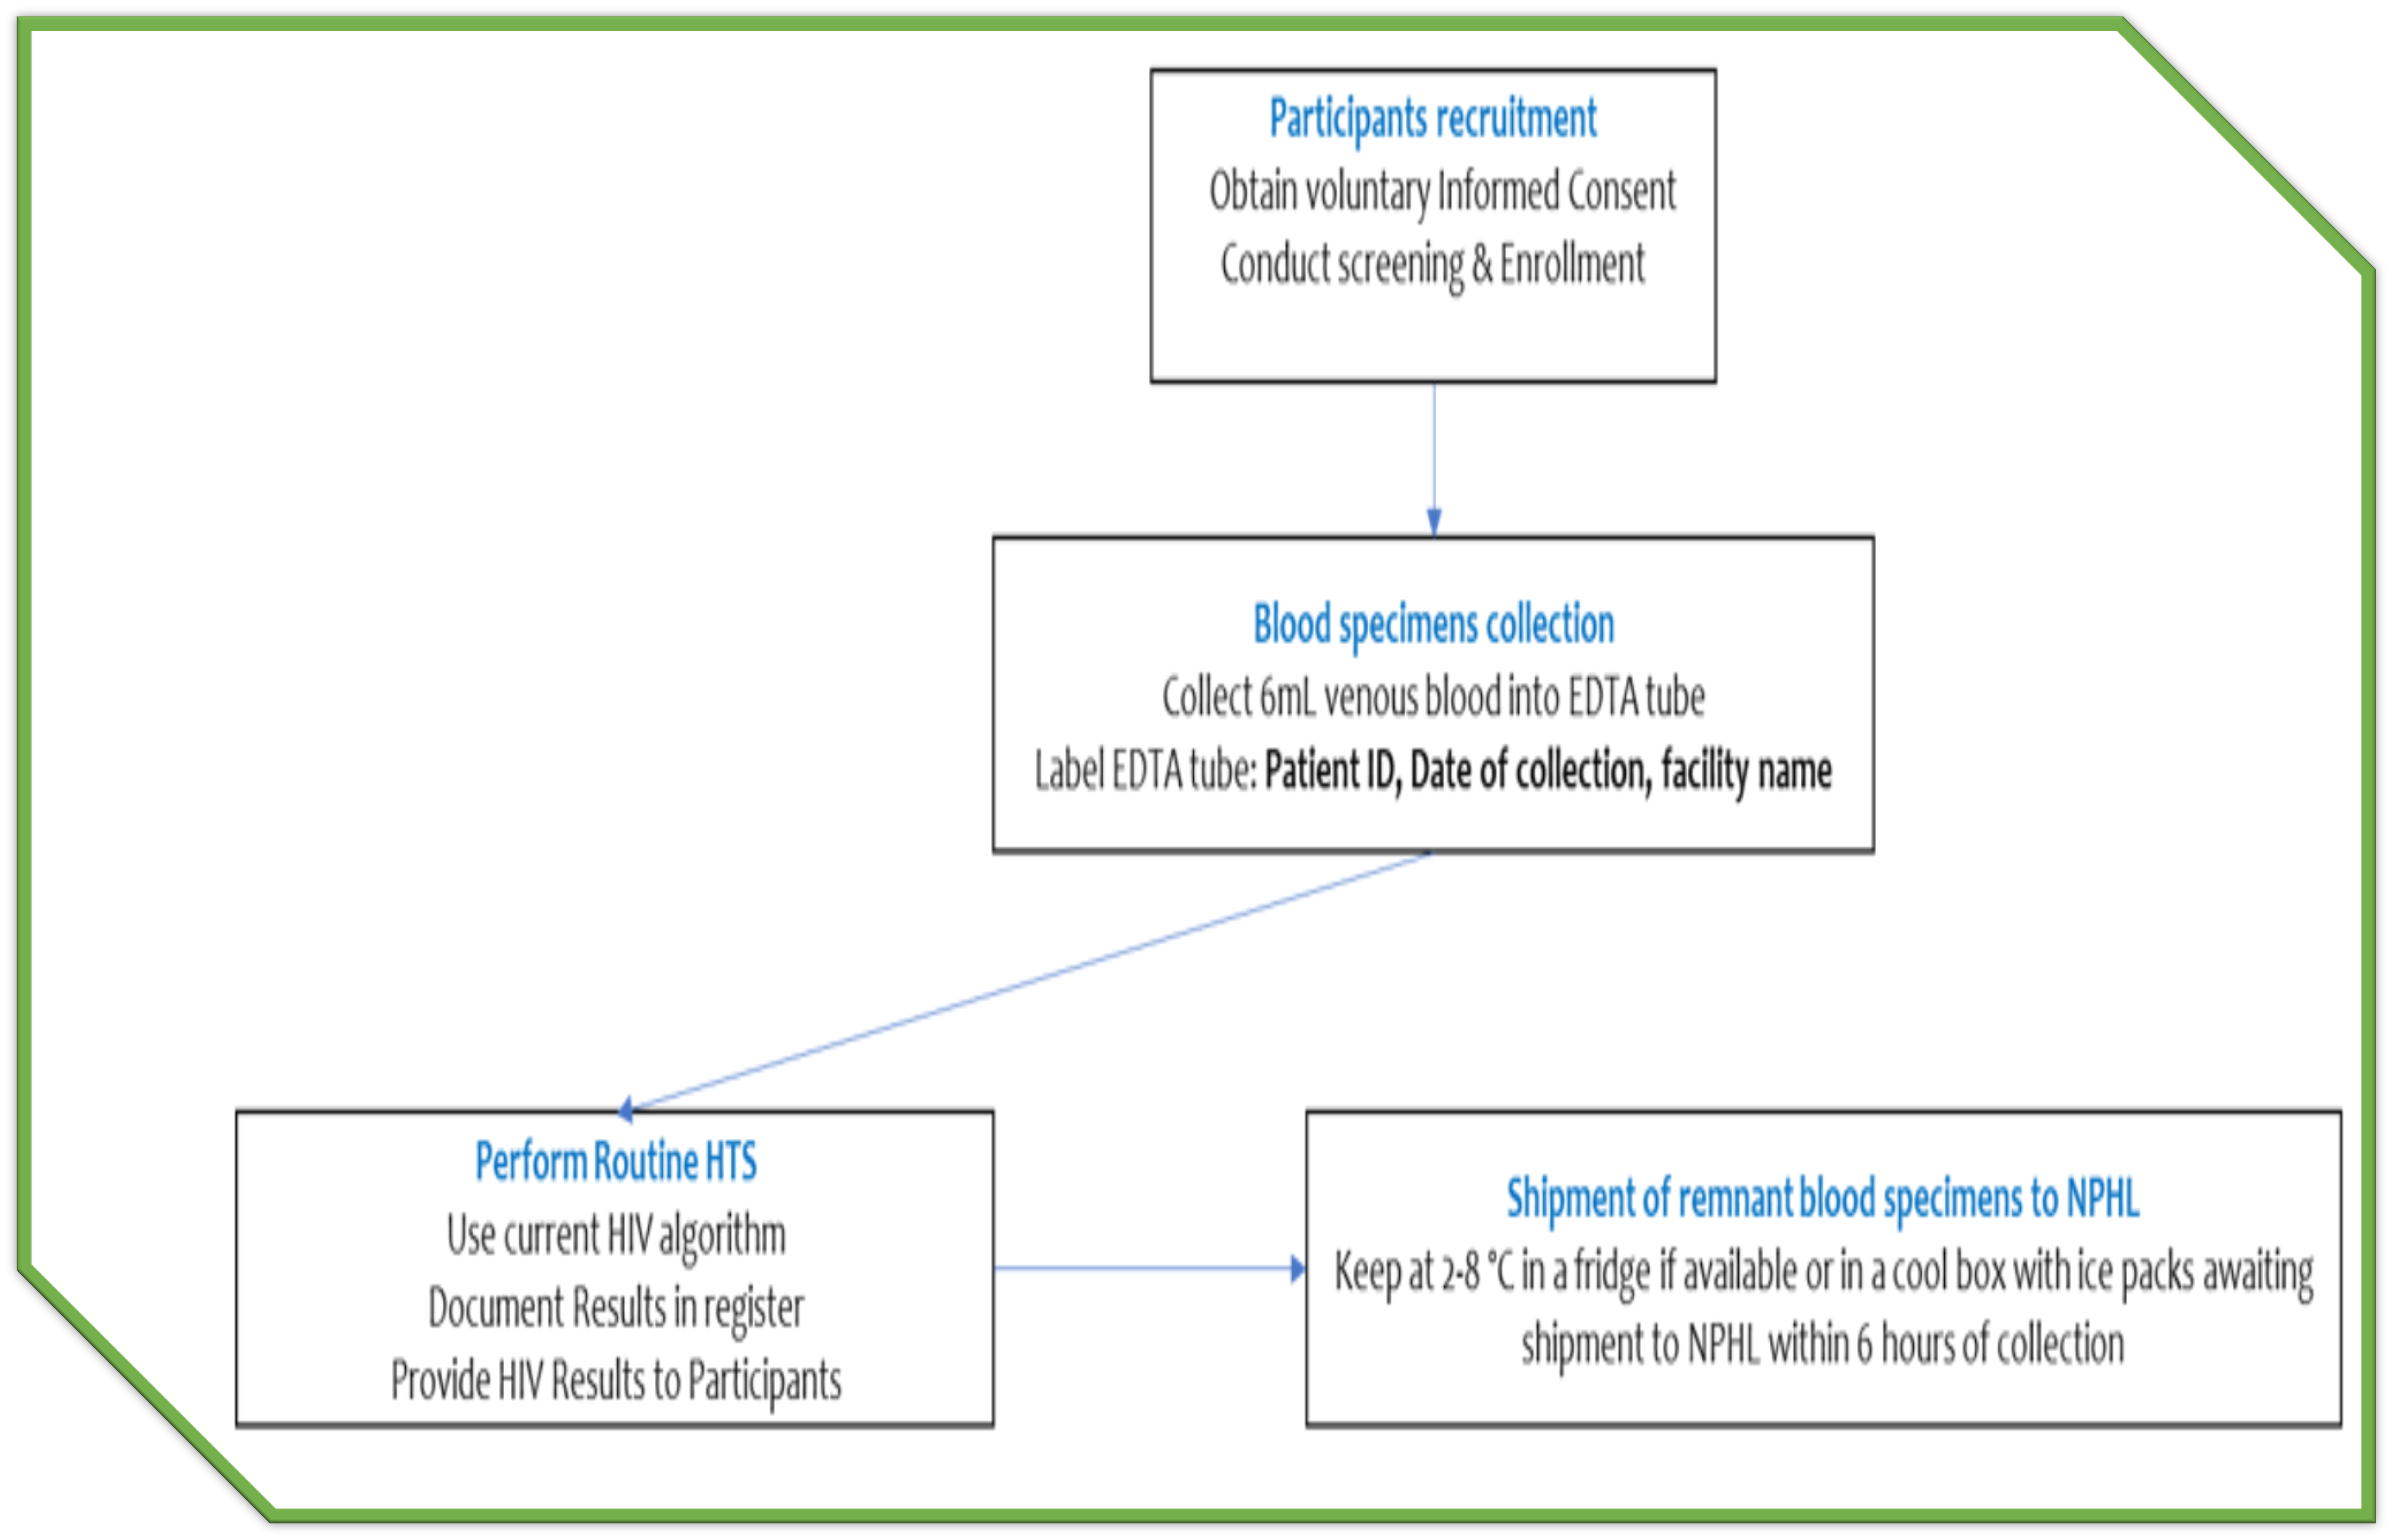 Participants recruitment
Obtain voluntary Informed Consent
Conduct screening & Enrollment
Blood specimens collection
Collect 6mL venous blood into EDTA tube
Label EDTA tube: Patient ID, Date of collection, facility name
Perform Routine HTS
Use current HIV algorithm
Document Results in register
Provide HIV Results to Participants
Shipment of remnant blood specimens to NPHL
Keep at 2-8 °C in a fridge if available or in a cool box with ice packs awaiting
shipment to NPHL within 6 hours of collection